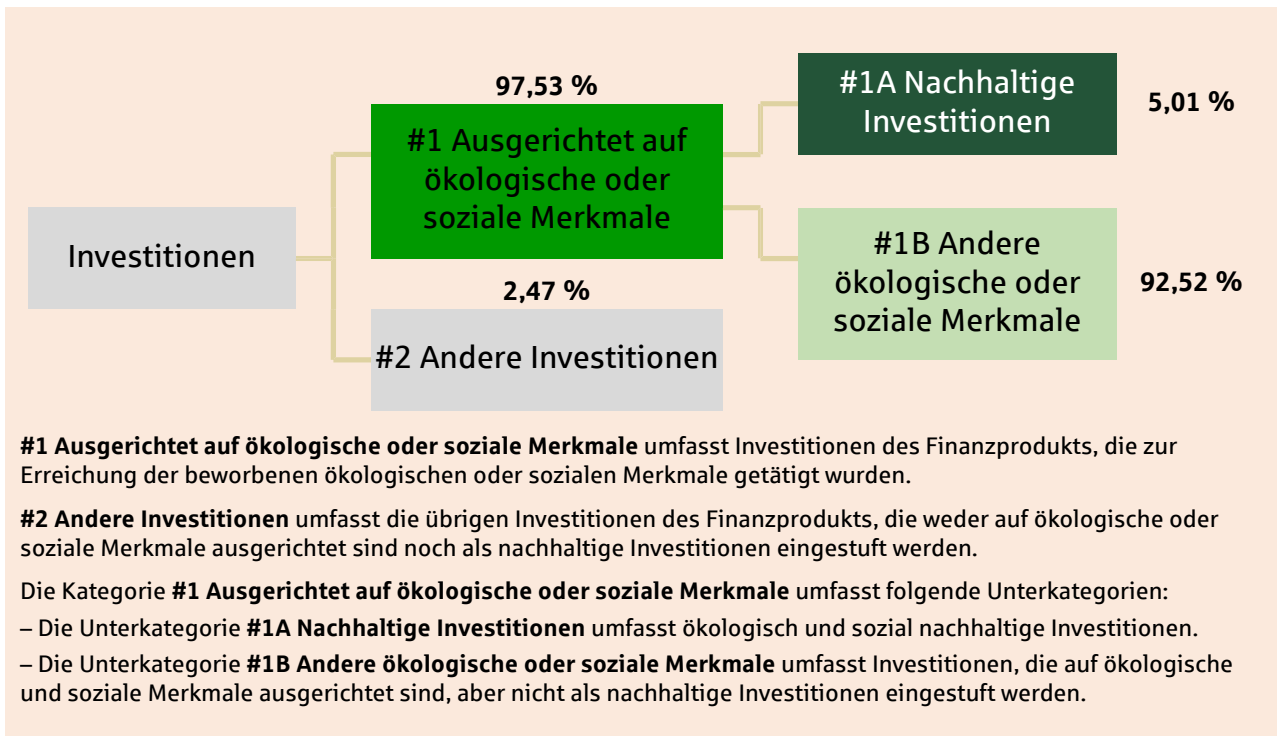 97,53 %
#1 Ausgerichtet auf
ökologische oder
soziale Merkmale
#1A Nachhaltige
Investitionen
5,01 %
Investitionen
#1B Andere
ökologische oder
soziale Merkmale
92,52 %
2,47 %
#2 Andere Investitionen
#1 Ausgerichtet auf ökologische oder soziale Merkmale umfasst Investitionen des Finanzprodukts, die zur
Erreichung der beworbenen ökologischen oder sozialen Merkmale getätigt wurden.
#2 Andere Investitionen umfasst die übrigen Investitionen des Finanzprodukts, die weder auf ökologische oder
soziale Merkmale ausgerichtet sind noch als nachhaltige Investitionen eingestuft werden.
Die Kategorie #1 Ausgerichtet auf ökologische oder soziale Merkmale umfasst folgende Unterkategorien:
– Die Unterkategorie #1A Nachhaltige Investitionen umfasst ökologisch und sozial nachhaltige Investitionen.
– Die Unterkategorie #1B Andere ökologische oder soziale Merkmale umfasst Investitionen, die auf ökologische
und soziale Merkmale ausgerichtet sind, aber nicht als nachhaltige Investitionen eingestuft werden.